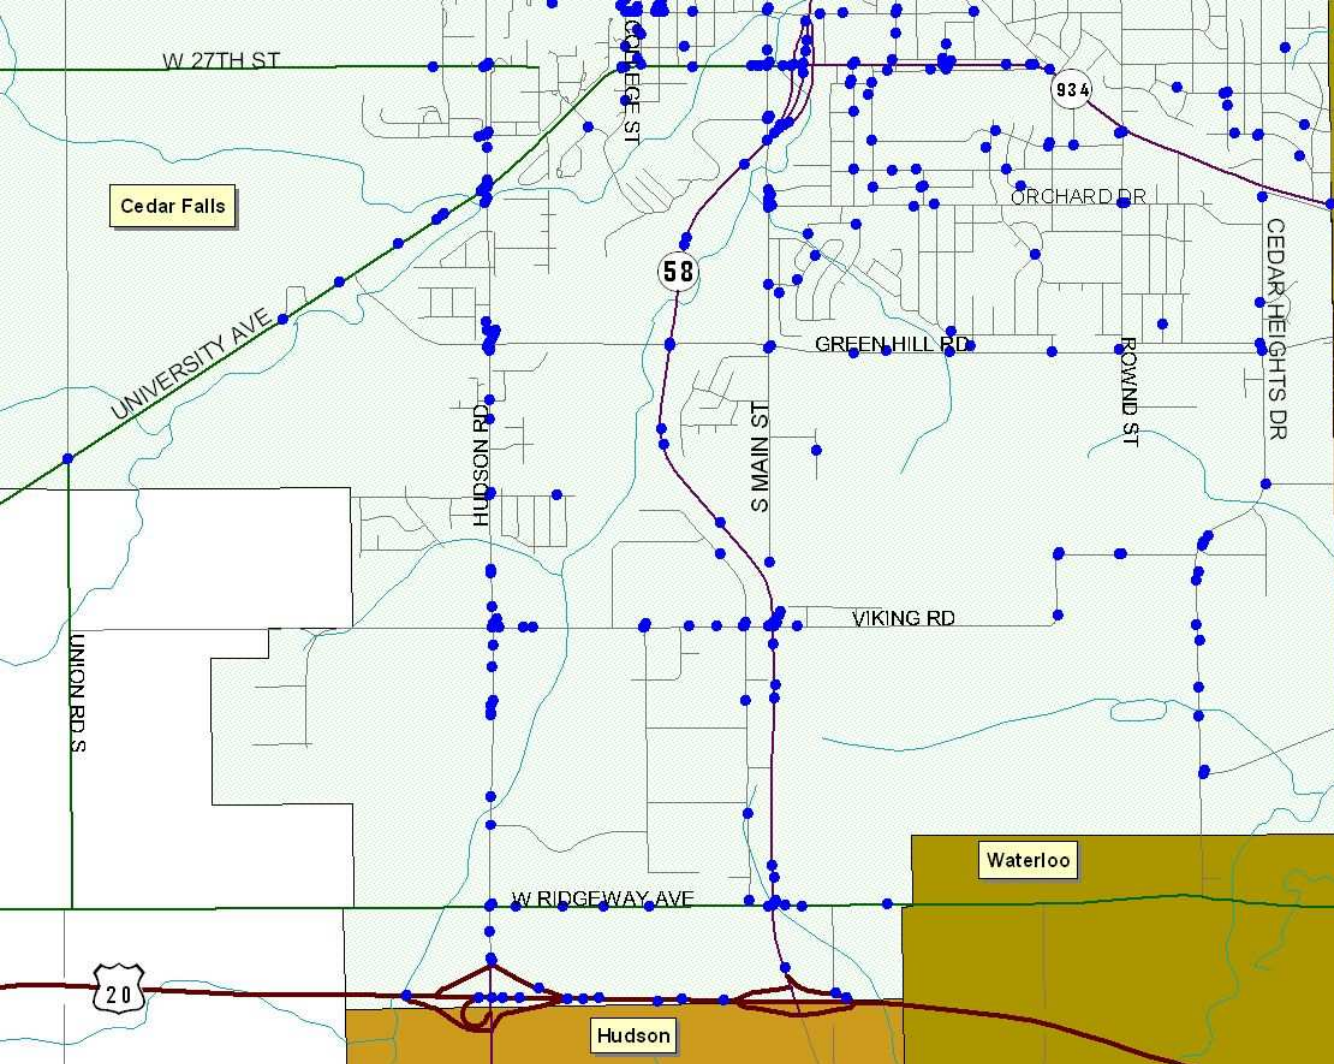 W 27TH ST
COLLEGE ST
934
Cedar Falls
ORCHARD DR
58
CEDAR HEIGHTS DR
UNIVERSITY AVE
GREEN HILL RD
ROWND ST
HUDSON RD
S MAIN ST
VIKING RD
UNION RD S
Waterloo
W RIDGEWAY AVE
20
Hudson